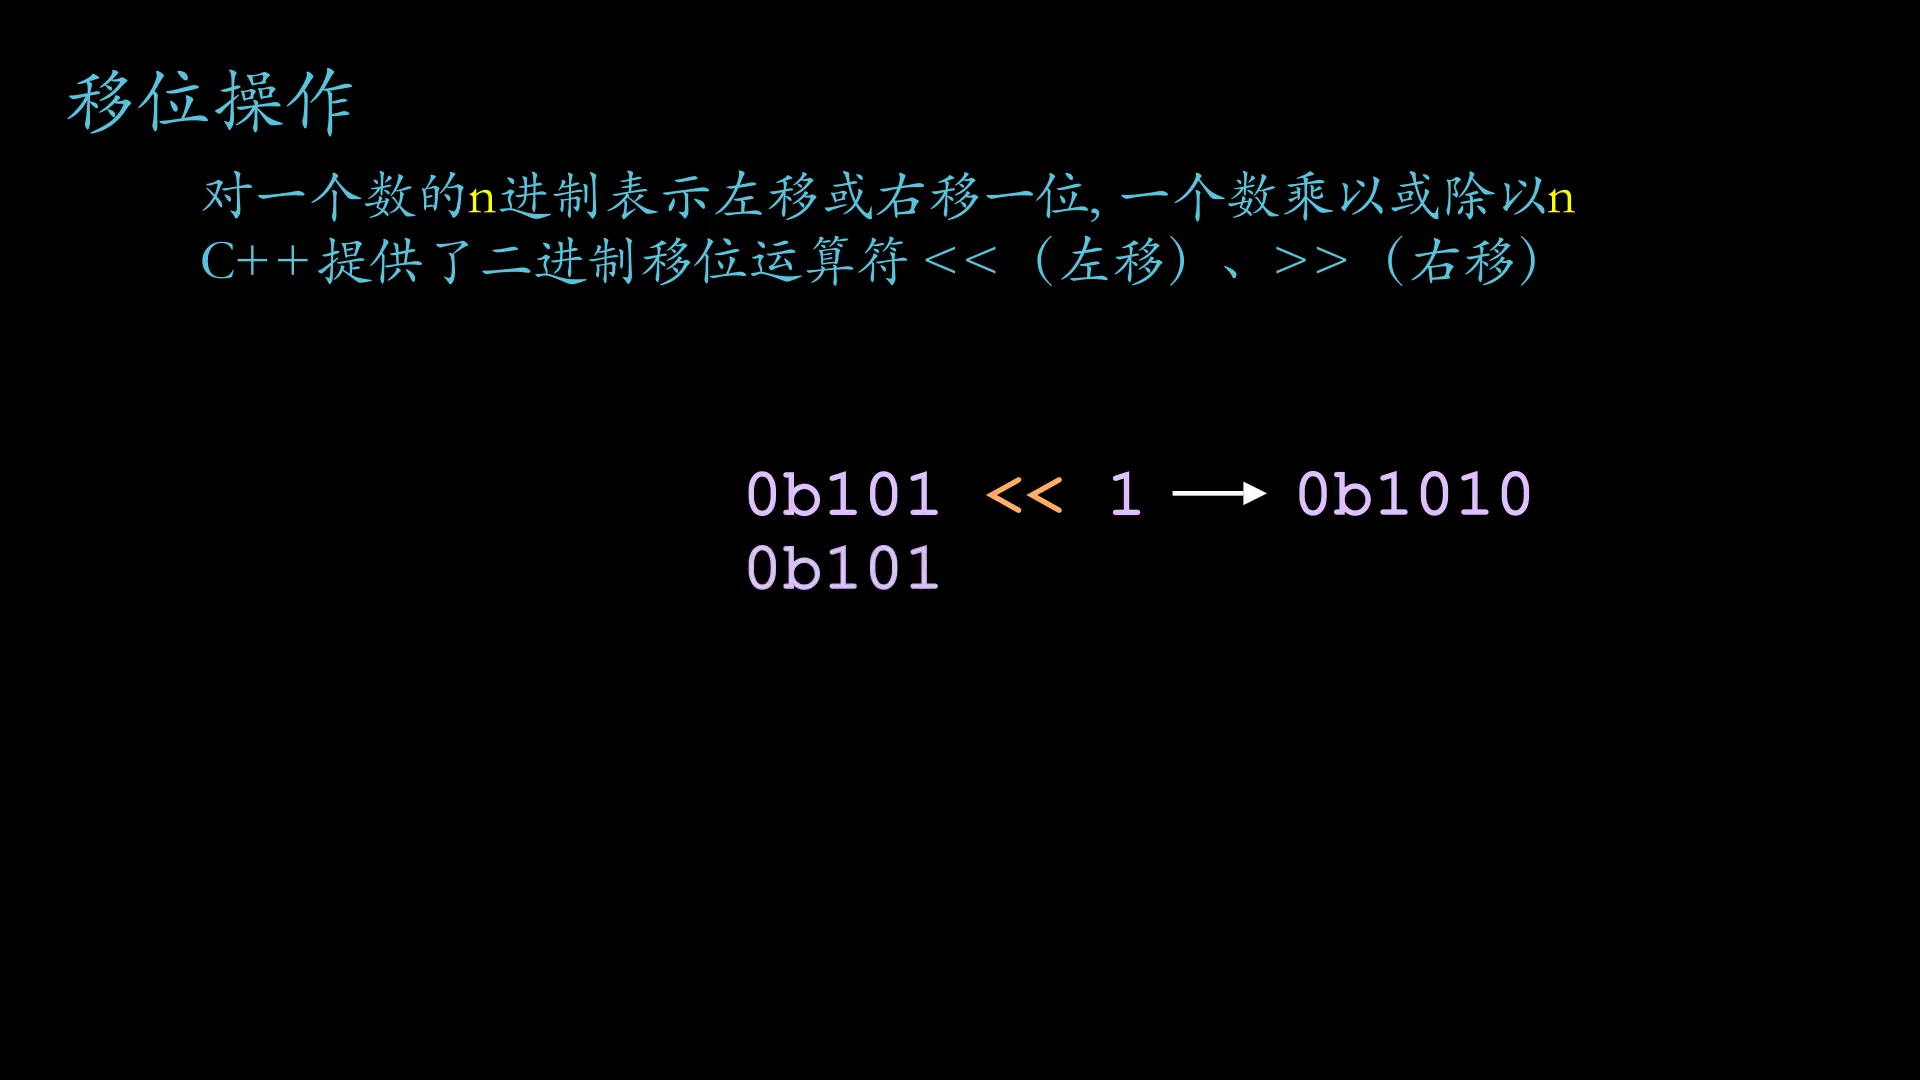 移位操作
对一个数的n进制表示左移或右移一位, 一个数乘以或除以n
C++提供了二进制移位运算符 <<（左移）、>>（右移）
0b101 << 1 → 0b1010
0b101